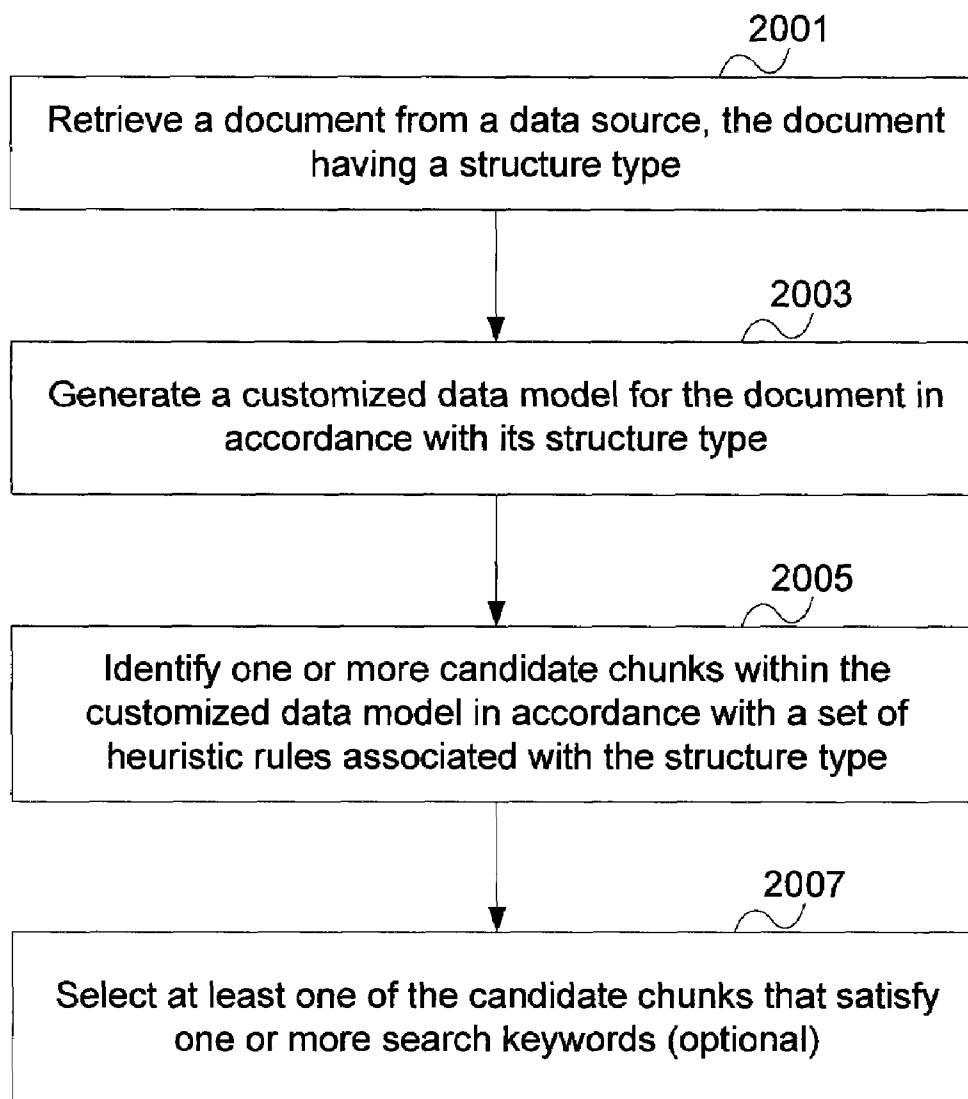 2001
Retrieve a document from a data source, the document
having a structure type
2003
Generate a customized data model for the document in
accordance with its structure type
2005
Identify one or more candidate chunks within the
customized data model in accordance with a set of
heuristic rules associated with the structure type
2007
Select at least one of the candidate chunks that satisfy
one or more search keywords (optional)